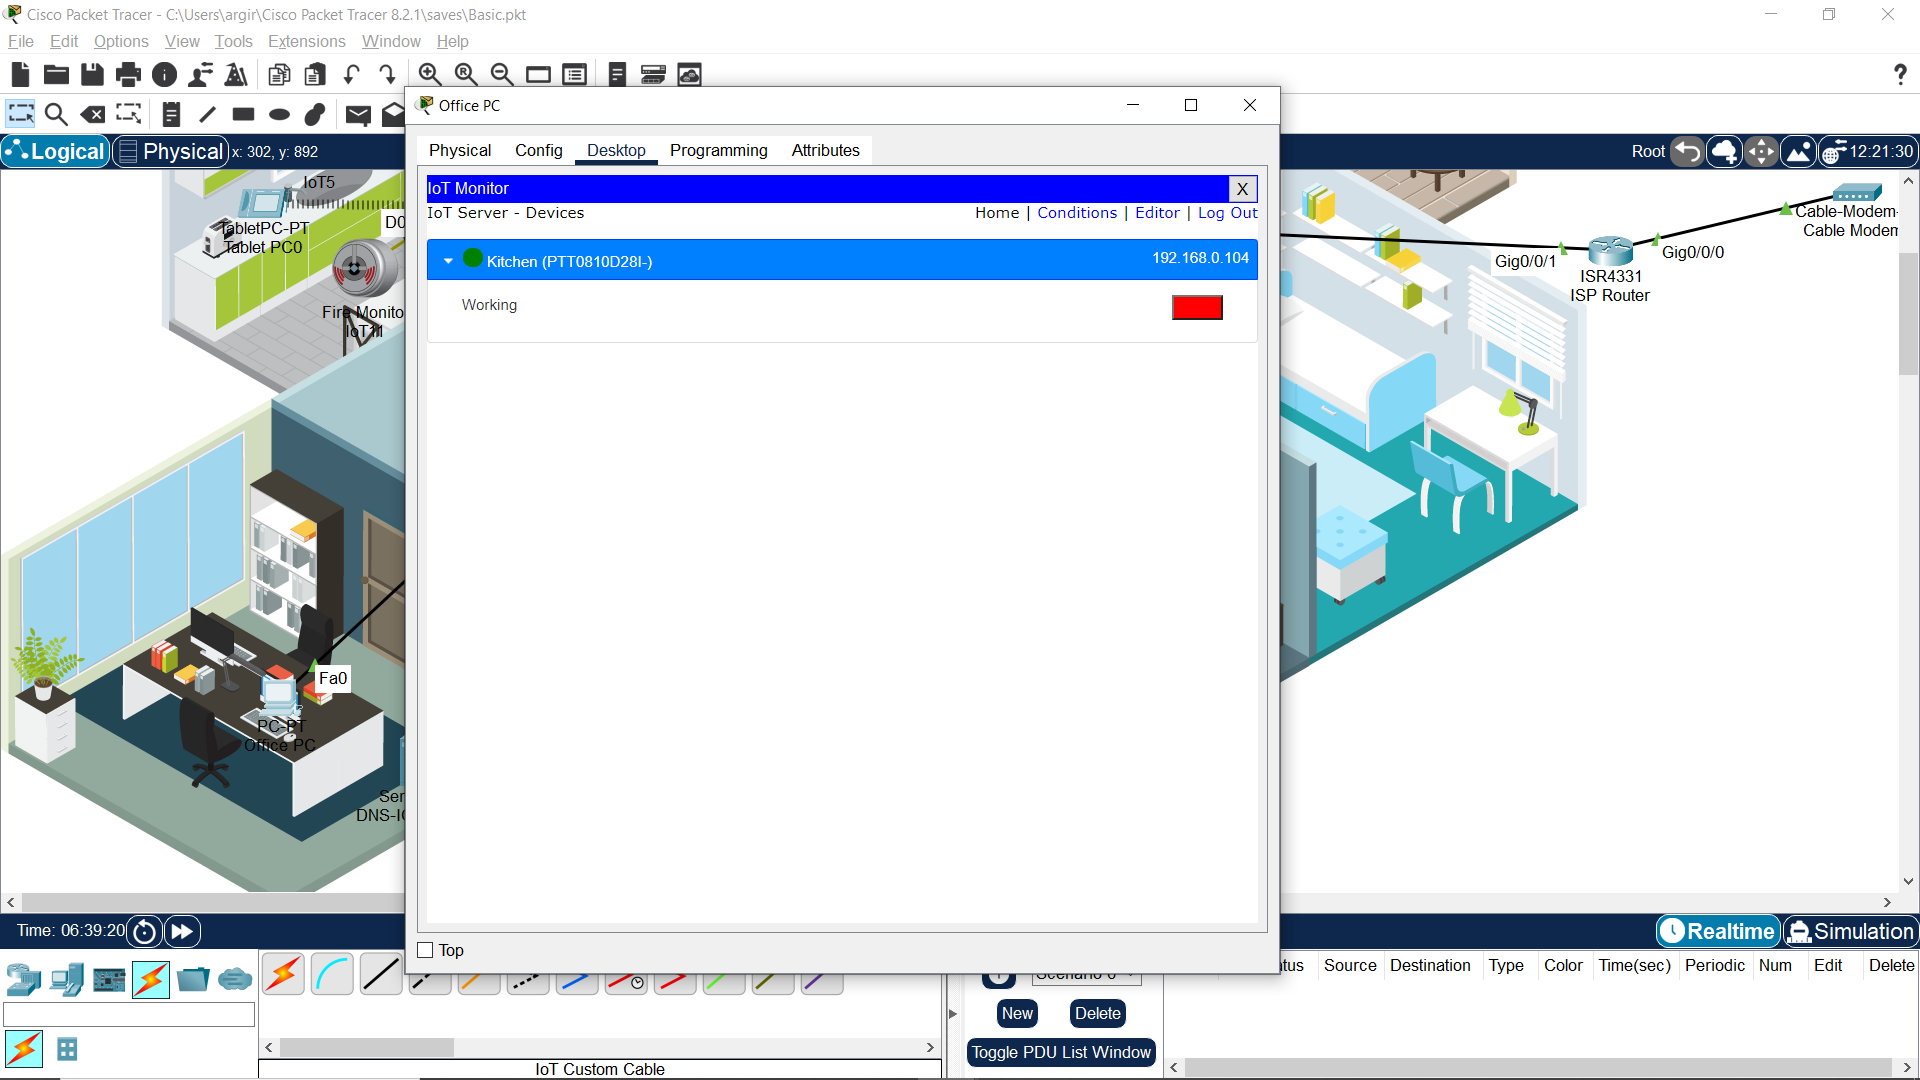 Cisco Packet Tracer - C:\Users\argir\Cisco Packet Tracer 8.2.1\saves\Basic.pkt
File Edit Options View Tools Extensions Window Help
Office PC
Physical Config Desktop Programming Attributes
Logical Physical x: 302, y: 892
Root 12:21:30
IoT Monitor X
IoT Server - Devices
Home | Conditions | Editor | Log Out
Kitchen (PTT0810D28I-) 192.168.0.104
Working
Top
IoT5
D0
TabletPC-PT
Tablet PC0
Fire Monito
IoT11
Fa0
PC-PT
Office PC
Ser
DNS-I
Cable-Modem-
Cable Modem
Gig0/0/1
Gig0/0/0
ISR4331
ISP Router
Time: 06:39:20
Realtime Simulation
tus Source Destination Type Color Time(sec) Periodic Num Edit Delete
Scenario 0
New Delete
Toggle PDU List Window
IoT Custom Cable